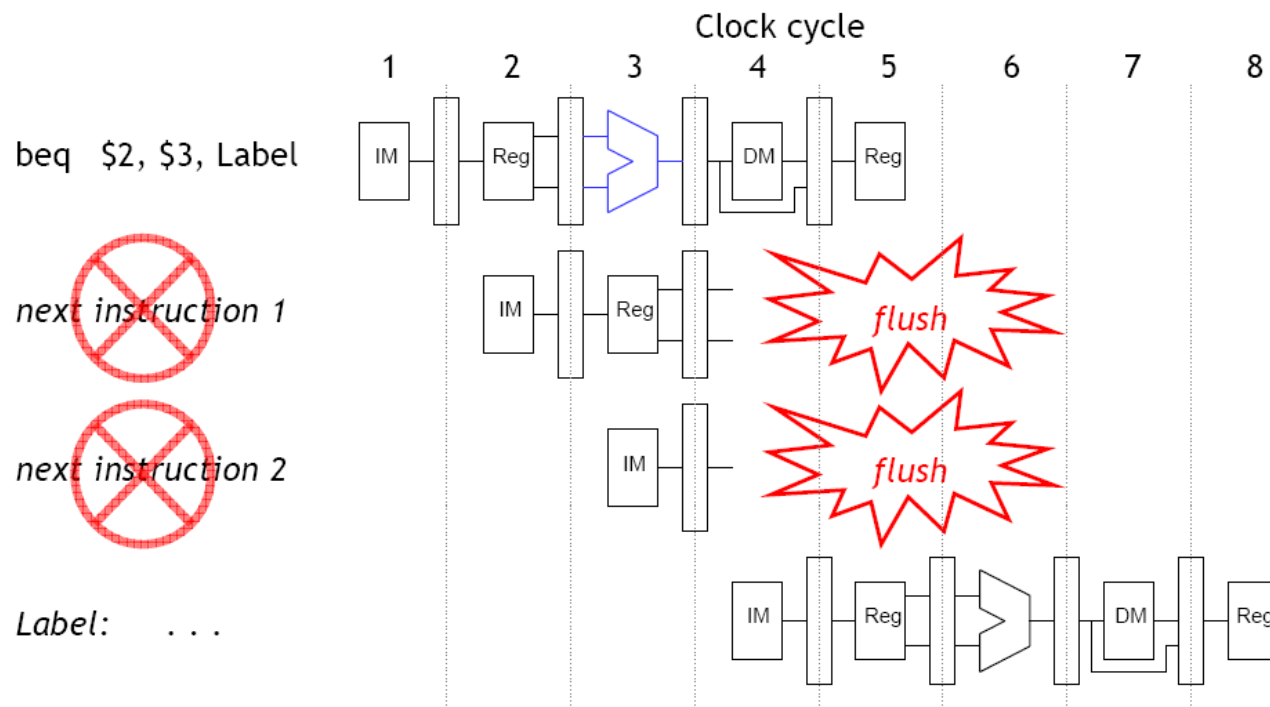 Clock cycle
1 2 3 4 5 6 7 8
beq $2, $3, Label IM Reg DM Reg
next instruction 1 IM Reg flush
next instruction 2 IM flush
Label: . . . IM Reg DM Reg